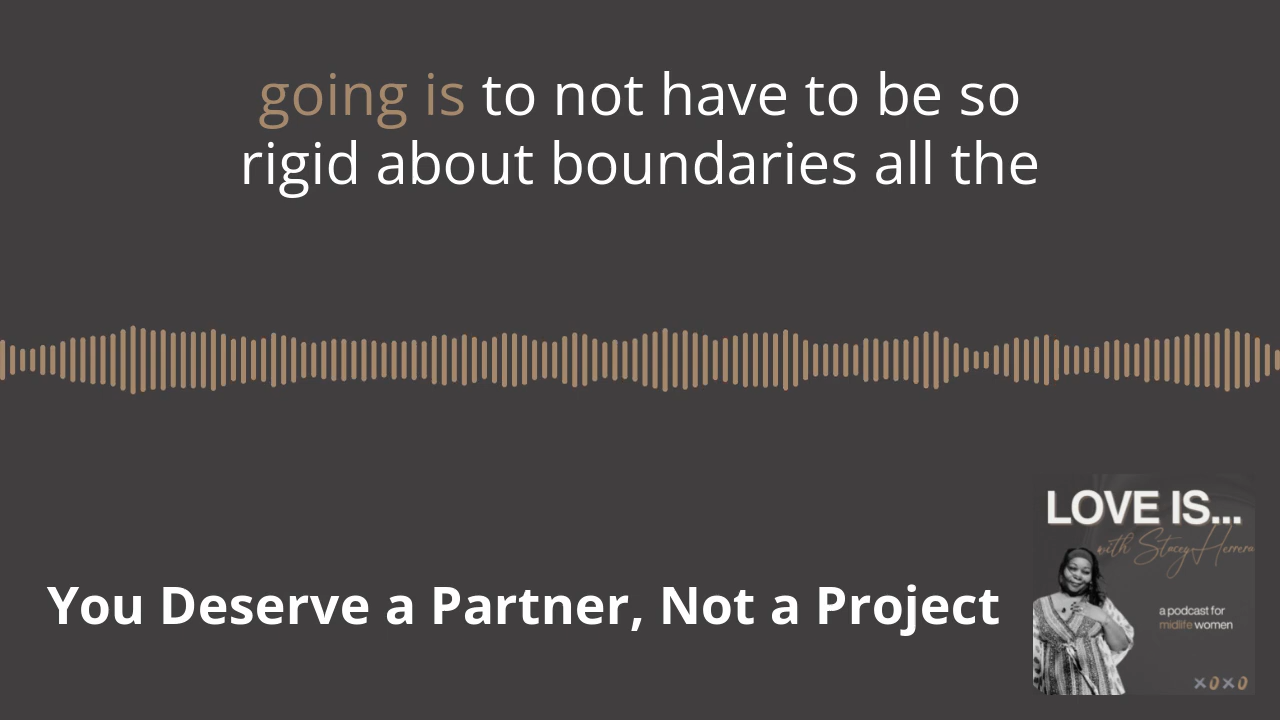 going is to not have to be so
rigid about boundaries all the
LOVE IS...
with Stacey Herrera
You Deserve a Partner, Not a Project
a podcast for
midlife women
XOXO